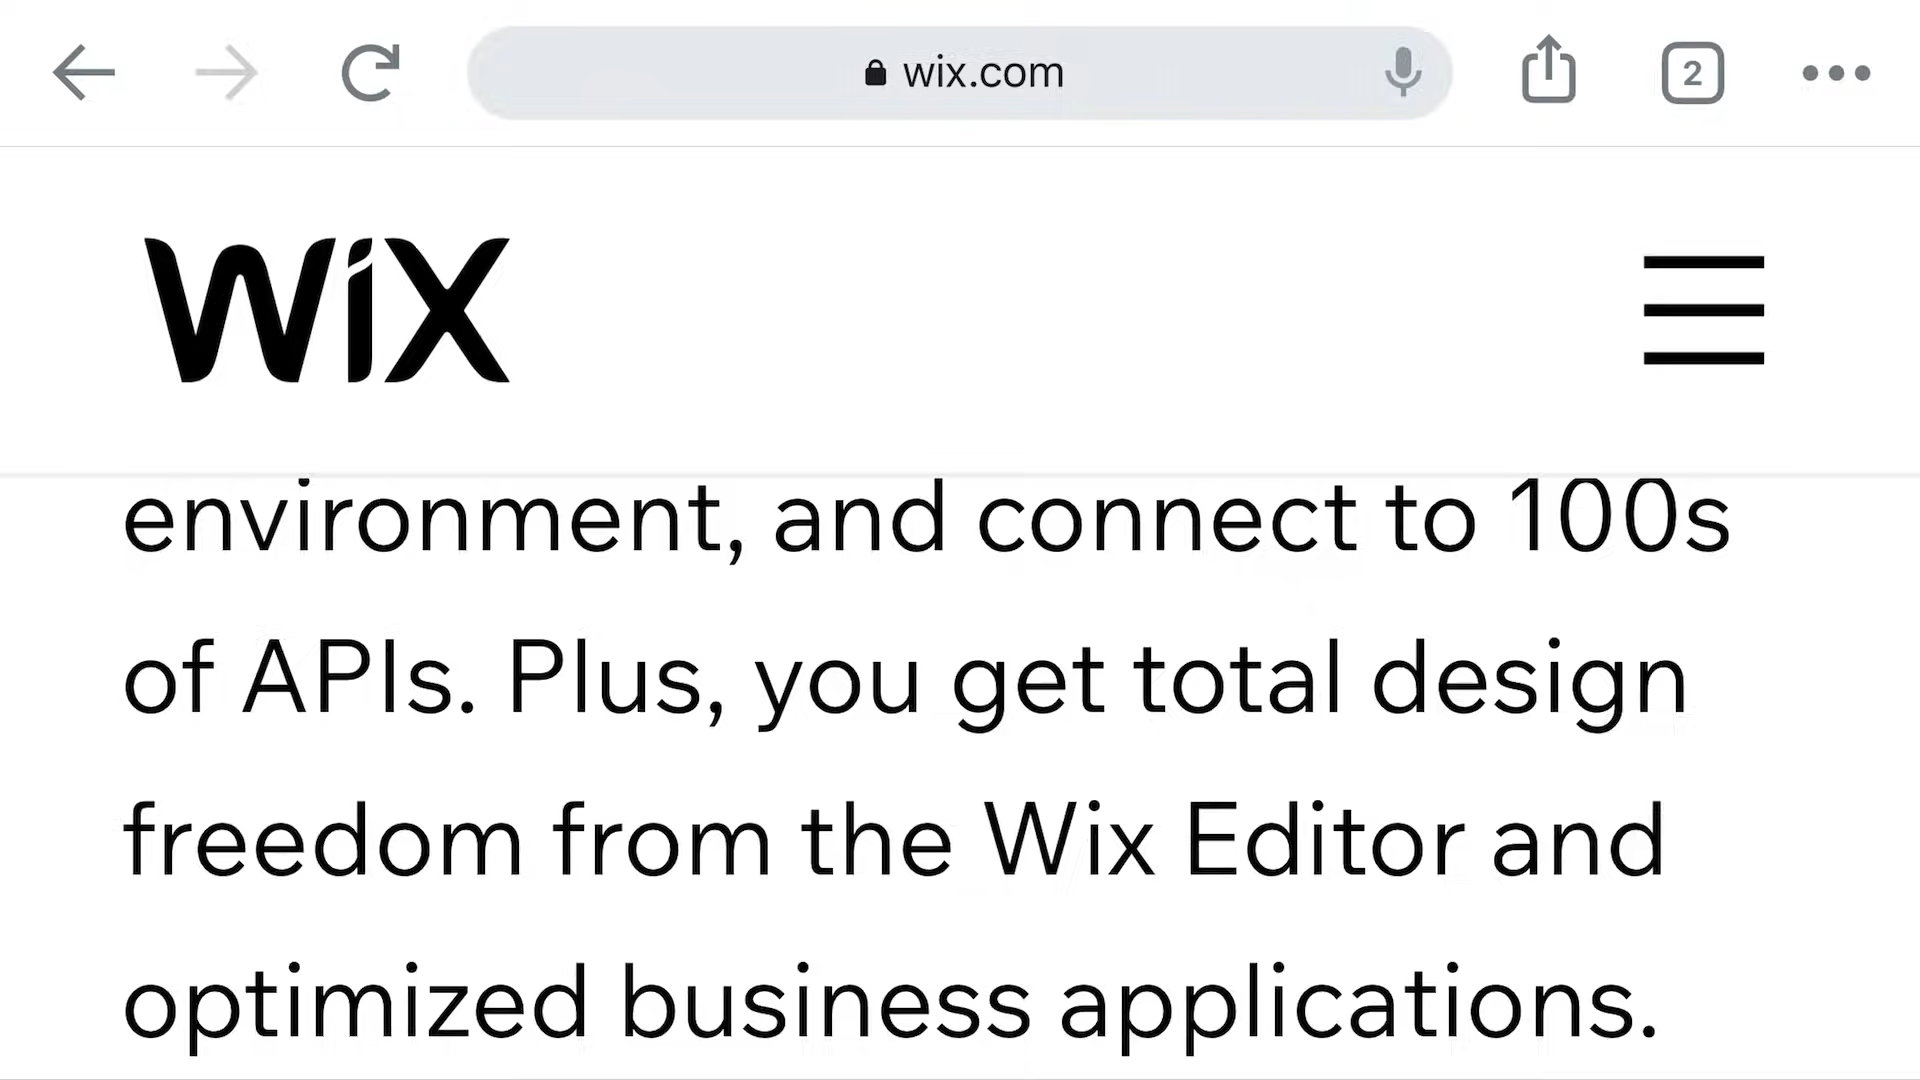 wix.com
2
WiX
environment, and connect to 100s
of APIs. Plus, you get total design
freedom from the Wix Editor and
optimized business applications.